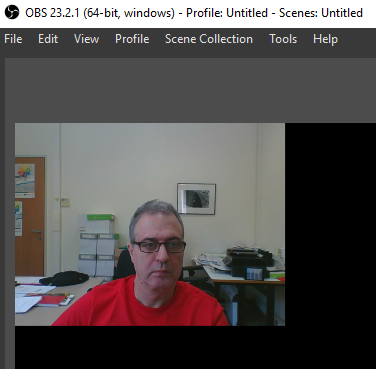 OBS 23.2.1 (64-bit, windows) - Profile: Untitled - Scenes: Untitled
File Edit View Profile Scene Collection Tools Help